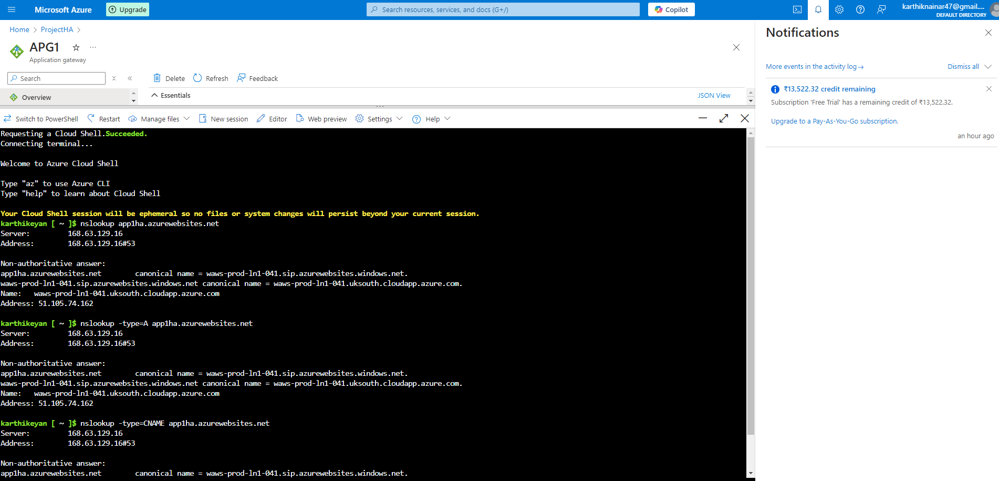 Microsoft Azure
Upgrade
Search resources, services, and docs (G+/)
Copilot
karthiknainar47@gmail....
DEFAULT DIRECTORY
Home > ProjectHA >
APG1
Application gateway
Search
Delete
Refresh
Feedback
Overview
Essentials
JSON View
Switch to PowerShell
Restart
Manage files
New session
Editor
Web preview
Settings
Help
Requesting a Cloud Shell.Succeeded.
Connecting terminal...
Welcome to Azure Cloud Shell
Type "az" to use Azure CLI
Type "help" to learn about Cloud Shell
Your Cloud Shell session will be ephemeral so no files or system changes will persist beyond your current session.
karthikeyan [ ~ ]$ nslookup app1ha.azurewebsites.net
Server:         168.63.129.16
Address:        168.63.129.16#53
Non-authoritative answer:
app1ha.azurewebsites.net        canonical name = waws-prod-ln1-041.sip.azurewebsites.windows.net.
waws-prod-ln1-041.sip.azurewebsites.windows.net canonical name = waws-prod-ln1-041.uksouth.cloudapp.azure.com.
Name:   waws-prod-ln1-041.uksouth.cloudapp.azure.com
Address: 51.105.74.162
karthikeyan [ ~ ]$ nslookup -type=A app1ha.azurewebsites.net
Server:         168.63.129.16
Address:        168.63.129.16#53
Non-authoritative answer:
app1ha.azurewebsites.net        canonical name = waws-prod-ln1-041.sip.azurewebsites.windows.net.
waws-prod-ln1-041.sip.azurewebsites.windows.net canonical name = waws-prod-ln1-041.uksouth.cloudapp.azure.com.
Name:   waws-prod-ln1-041.uksouth.cloudapp.azure.com
Address: 51.105.74.162
karthikeyan [ ~ ]$ nslookup -type=CNAME app1ha.azurewebsites.net
Server:         168.63.129.16
Address:        168.63.129.16#53
Non-authoritative answer:
app1ha.azurewebsites.net        canonical name = waws-prod-ln1-041.sip.azurewebsites.windows.net.
Notifications
More events in the activity log →
Dismiss all
₹13,522.32 credit remaining
Subscription 'Free Trial' has a remaining credit of ₹13,522.32.
Upgrade to a Pay-As-You-Go subscription.
an hour ago